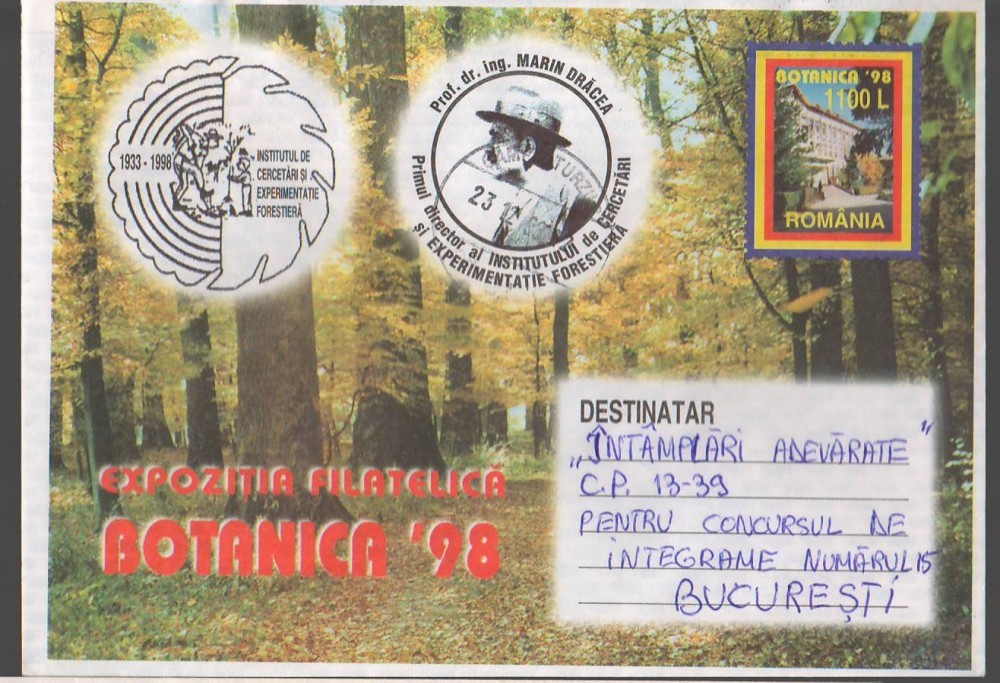 1933 - 1998
INSTITUTUL DE
CERCETĂRI ȘI
EXPERIMENTAȚIE
FORESTIERĂ
Prof. dr. ing. MARIN DRĂCEA
Primul director al INSTITUTULUI de CERCETĂRI
și EXPERIMENTAȚIE FORESTIERĂ
TURZ
23
BOTANICA '98
1100 L
ROMÂNIA
EXPOZIȚIA FILATELICĂ
BOTANICA '98
DESTINATAR
„ÎNTÂMPLĂRI ADEVĂRATE"
C.P. 13-39
PENTRU CONCURSUL DE
INTEGRAME NUMĂRUL 15
BUCUREȘTI